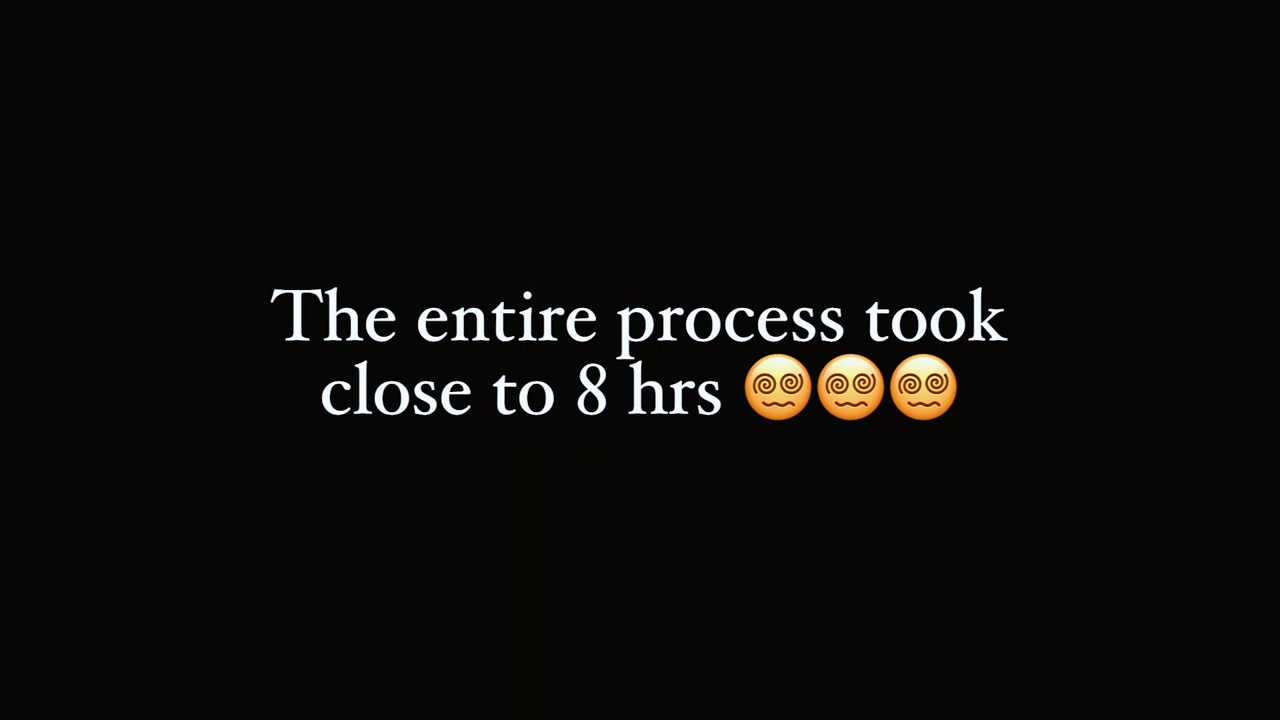 The entire process took
close to 8 hrs 😵‍💫😵‍💫😵‍💫